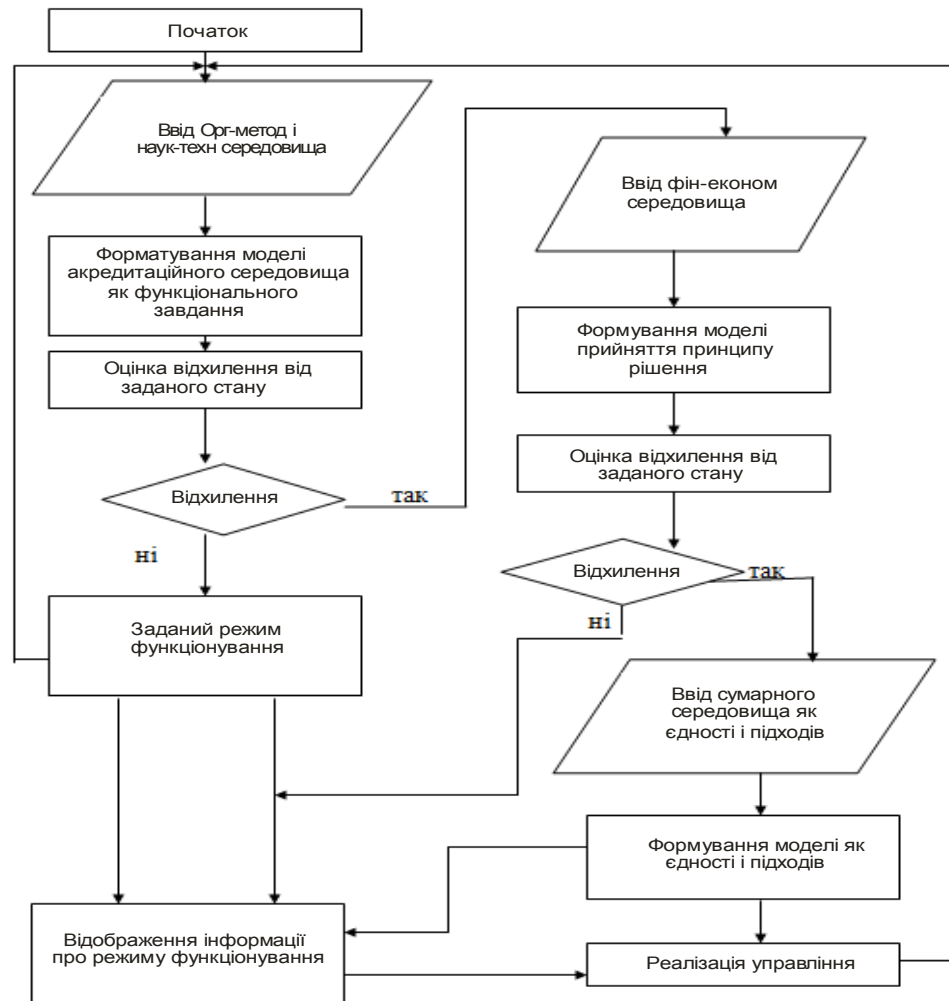 Початок
Ввід Орг-метод і
наук-техн середовища
Форматування моделі
акредитаційного середовища
як функціонального
завдання
Оцінка відхилення від
заданого стану
Відхилення
так
ні
Заданий режим
функціонування
Відображення інформації
про режиму функціонування
Ввід фін-економ
середовища
Формування моделі
прийняття принципу
рішення
Оцінка відхилення від
заданого стану
Відхилення
так
ні
Ввід сумарного
середовища як
єдності і підходів
Формування моделі як
єдності і підходів
Реалізація управління